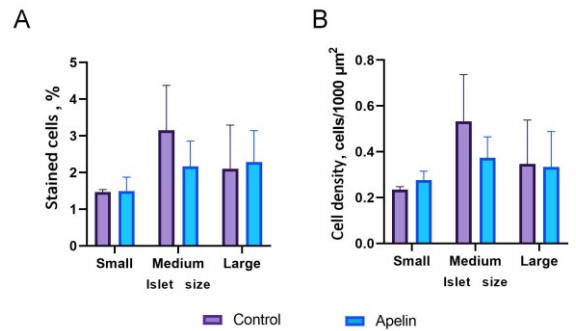 A
B
Stained cells , %
5
4
3
2
1
0
Small Medium Large
Islet size
Cell density, cells/1000 µm²
0.8
0.6
0.4
0.2
0.0
Small Medium Large
Islet size
Control Apelin